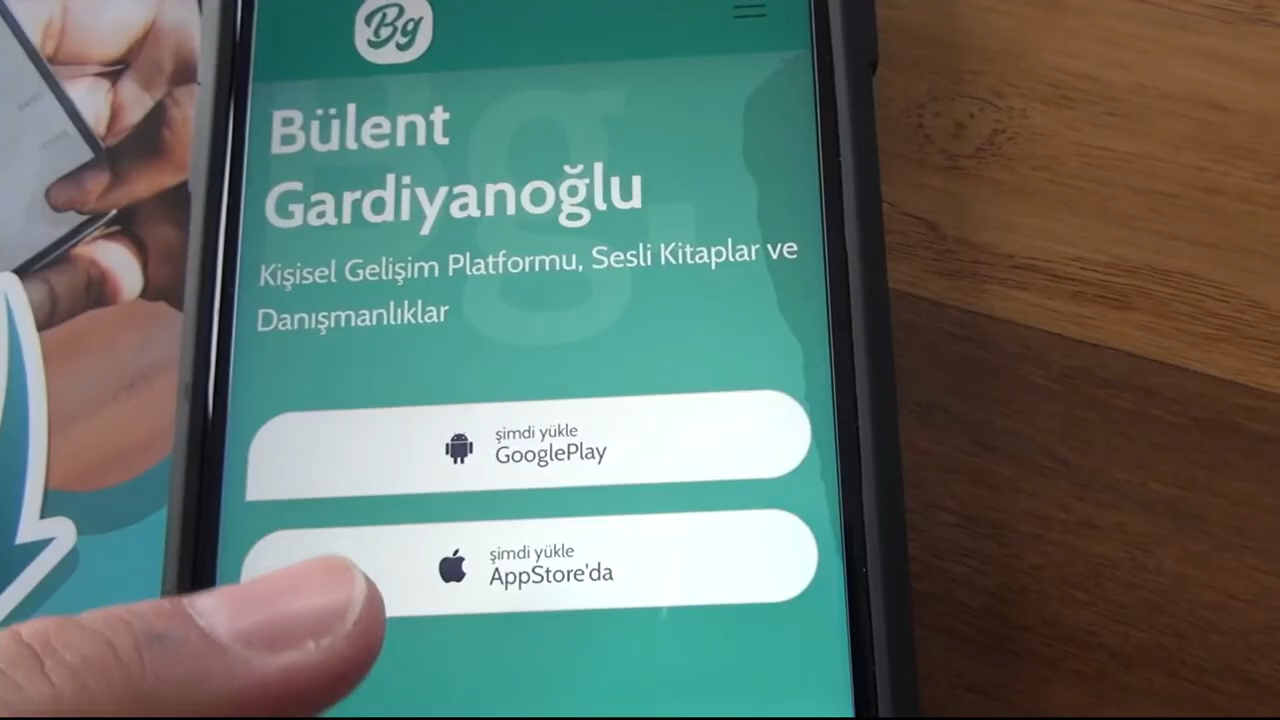 Bg
Bülent
Gardiyanoğlu
Kişisel Gelişim Platformu, Sesli Kitaplar ve
Danışmanlıklar
şimdi yükle
GooglePlay
şimdi yükle
AppStore'da